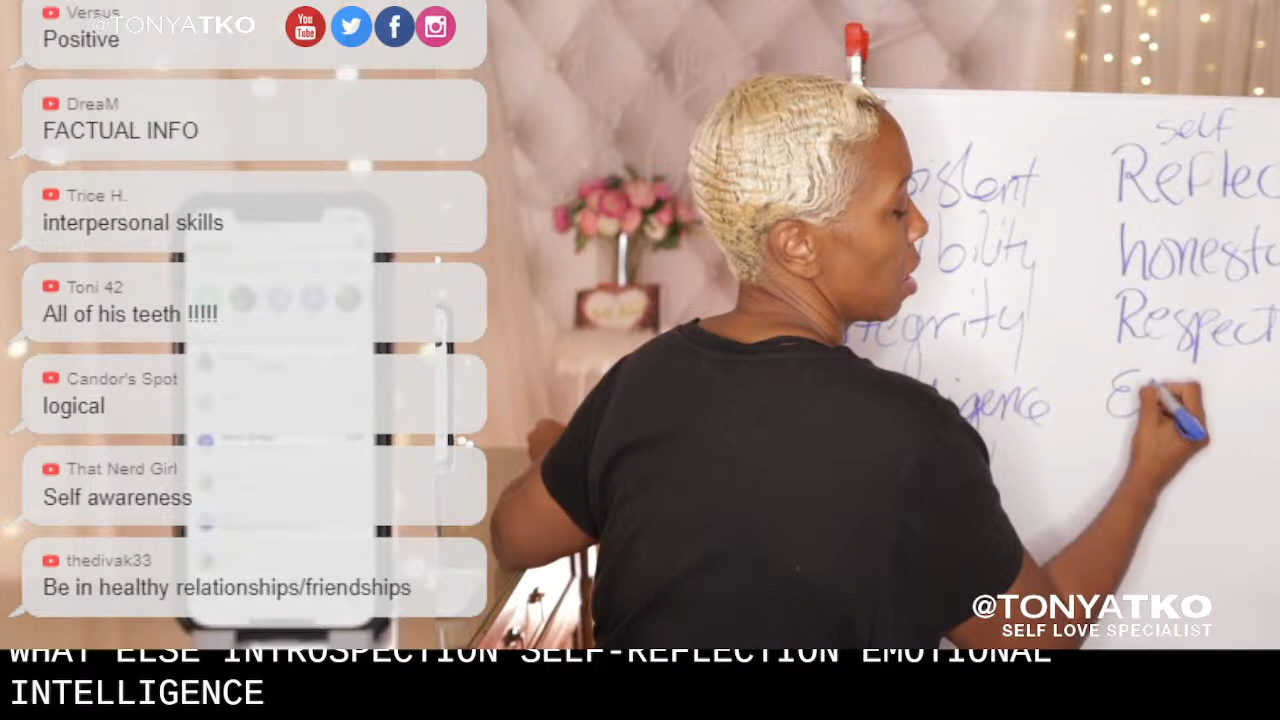 Versus
@TONYATKO
You
Tube
Positive
DreaM
FACTUAL INFO
Trice H.
interpersonal skills
Toni 42
All of his teeth !!!!!
Candor's Spot
logical
That Nerd Girl
Self awareness
thedivak33
Be in healthy relationships/friendships
self
Reflec
honest
Respect
E
@TONYATKO
SELF LOVE SPECIALIST
WHAT ELSE INTROSPECTION SELF-REFLECTION EMOTIONAL
INTELLIGENCE